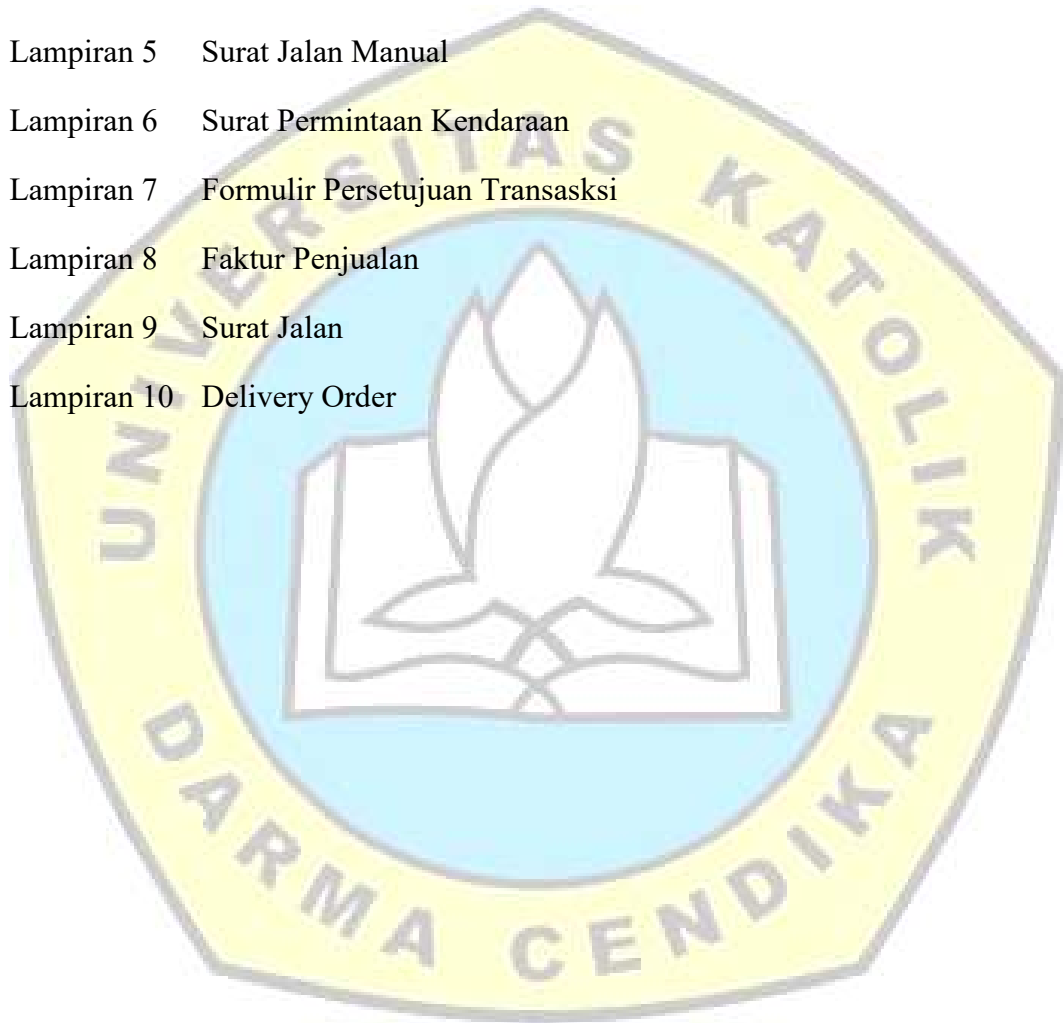 Lampiran 5 Surat Jalan Manual
Lampiran 6 Surat Permintaan Kendaraan
Lampiran 7 Formulir Persetujuan Transasksi
Lampiran 8 Faktur Penjualan
Lampiran 9 Surat Jalan
Lampiran 10 Delivery Order
UNIVERSITAS KATOLIK
DARMA CENDIKA